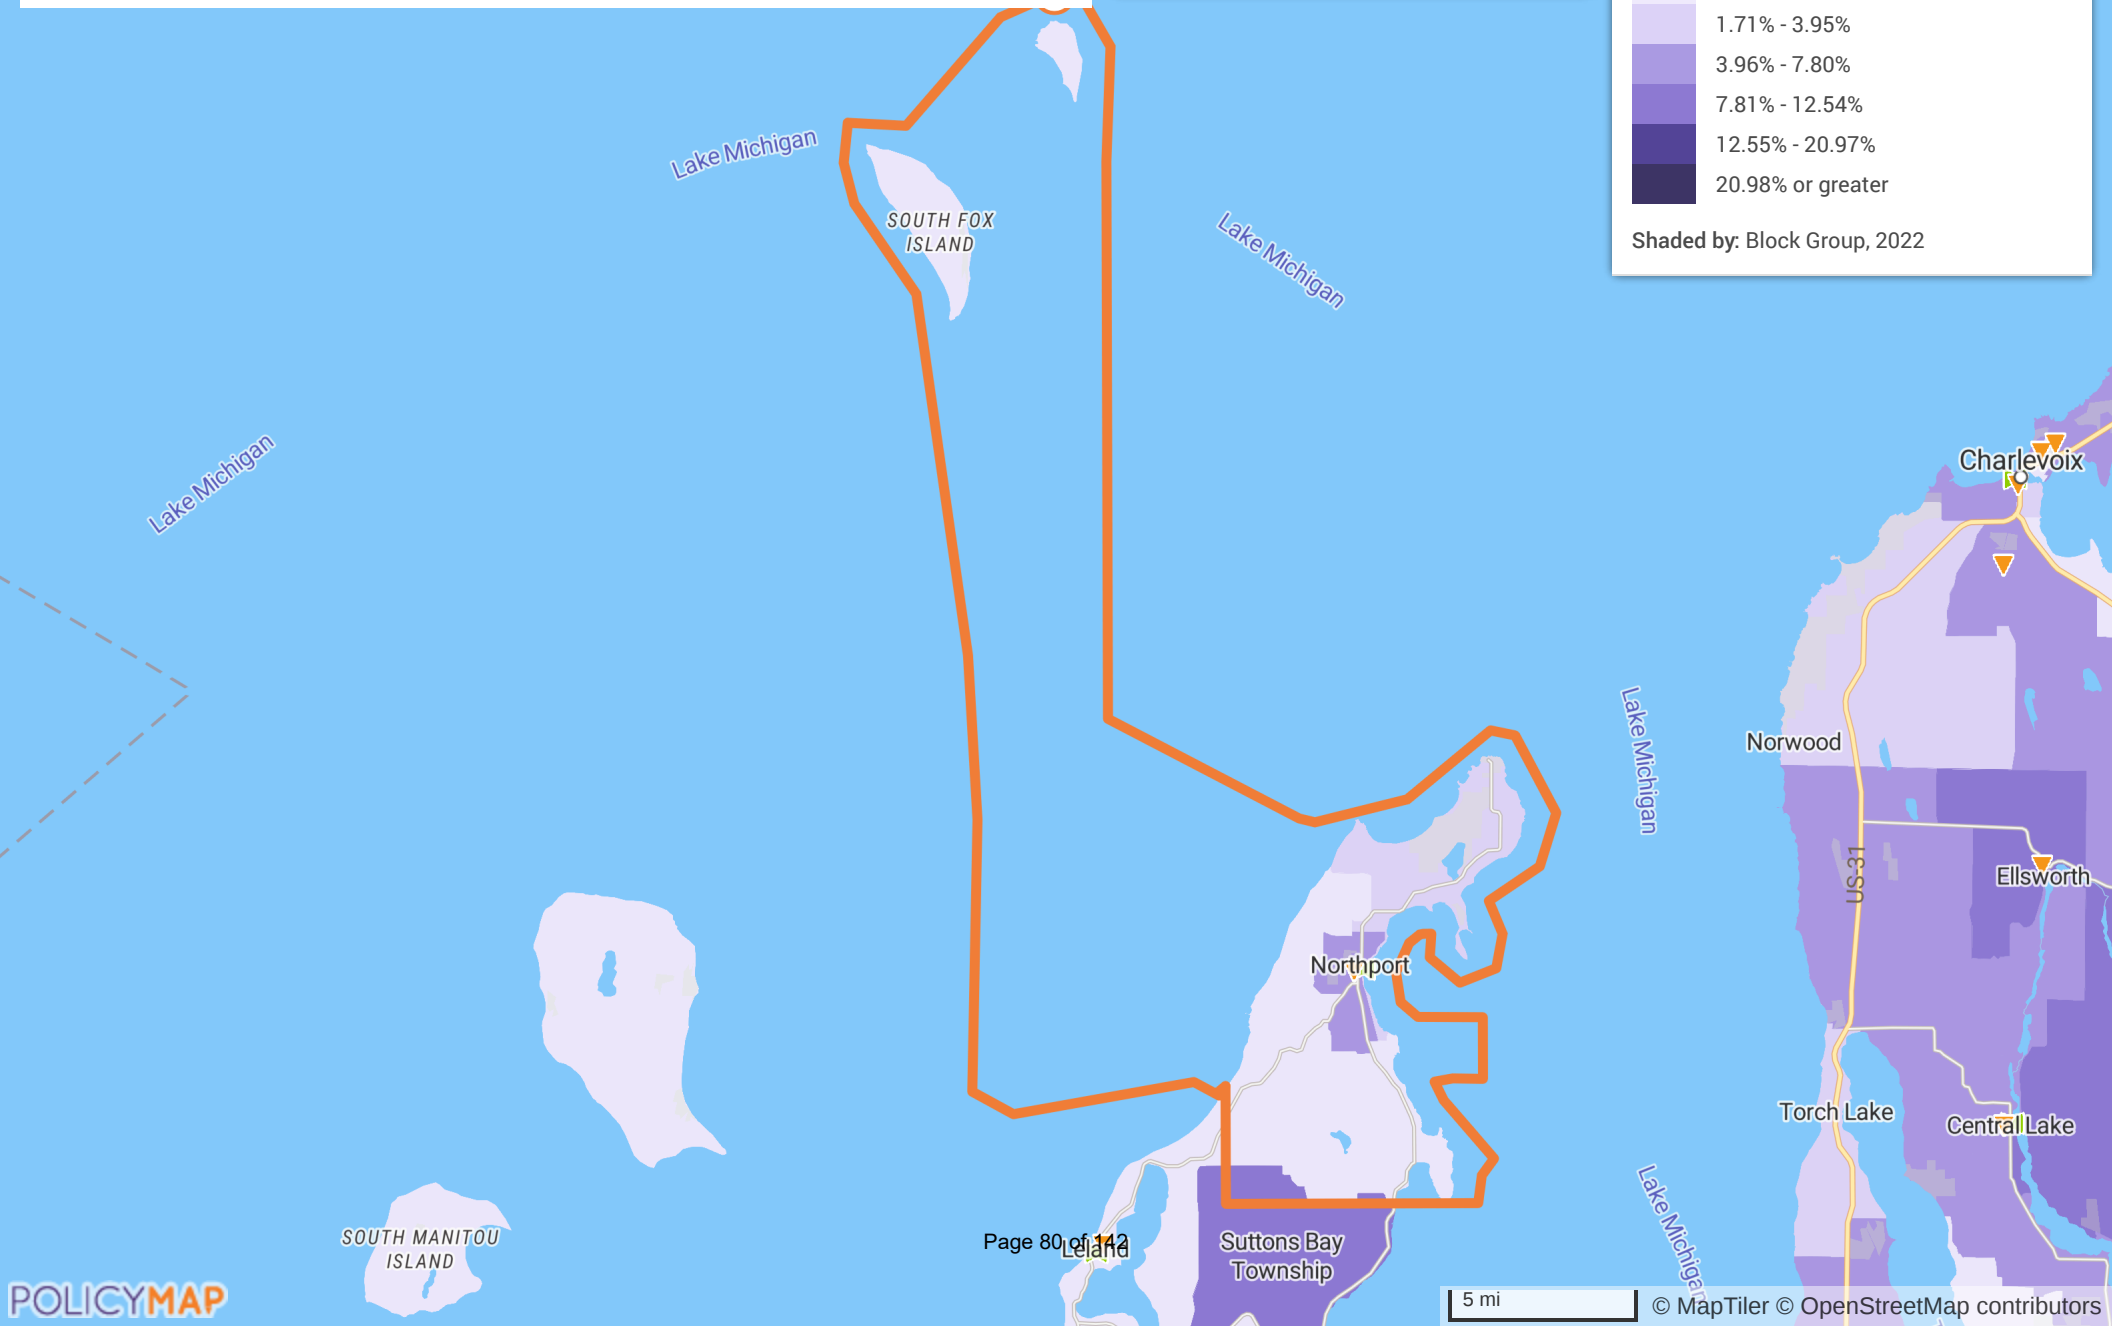 1.71% - 3.95%
3.96% - 7.80%
7.81% - 12.54%
12.55% - 20.97%
20.98% or greater
Shaded by: Block Group, 2022
Lake Michigan
SOUTH FOX
ISLAND
Lake Michigan
Lake Michigan
Charlevoix
Lake Michigan
Norwood
US-31
Ellsworth
Northport
Torch Lake
Central Lake
Lake Michigan
SOUTH MANITOU
ISLAND
Page 80 of 142
Leland
Suttons Bay
Township
POLICYMAP
5 mi
© MapTiler © OpenStreetMap contributors